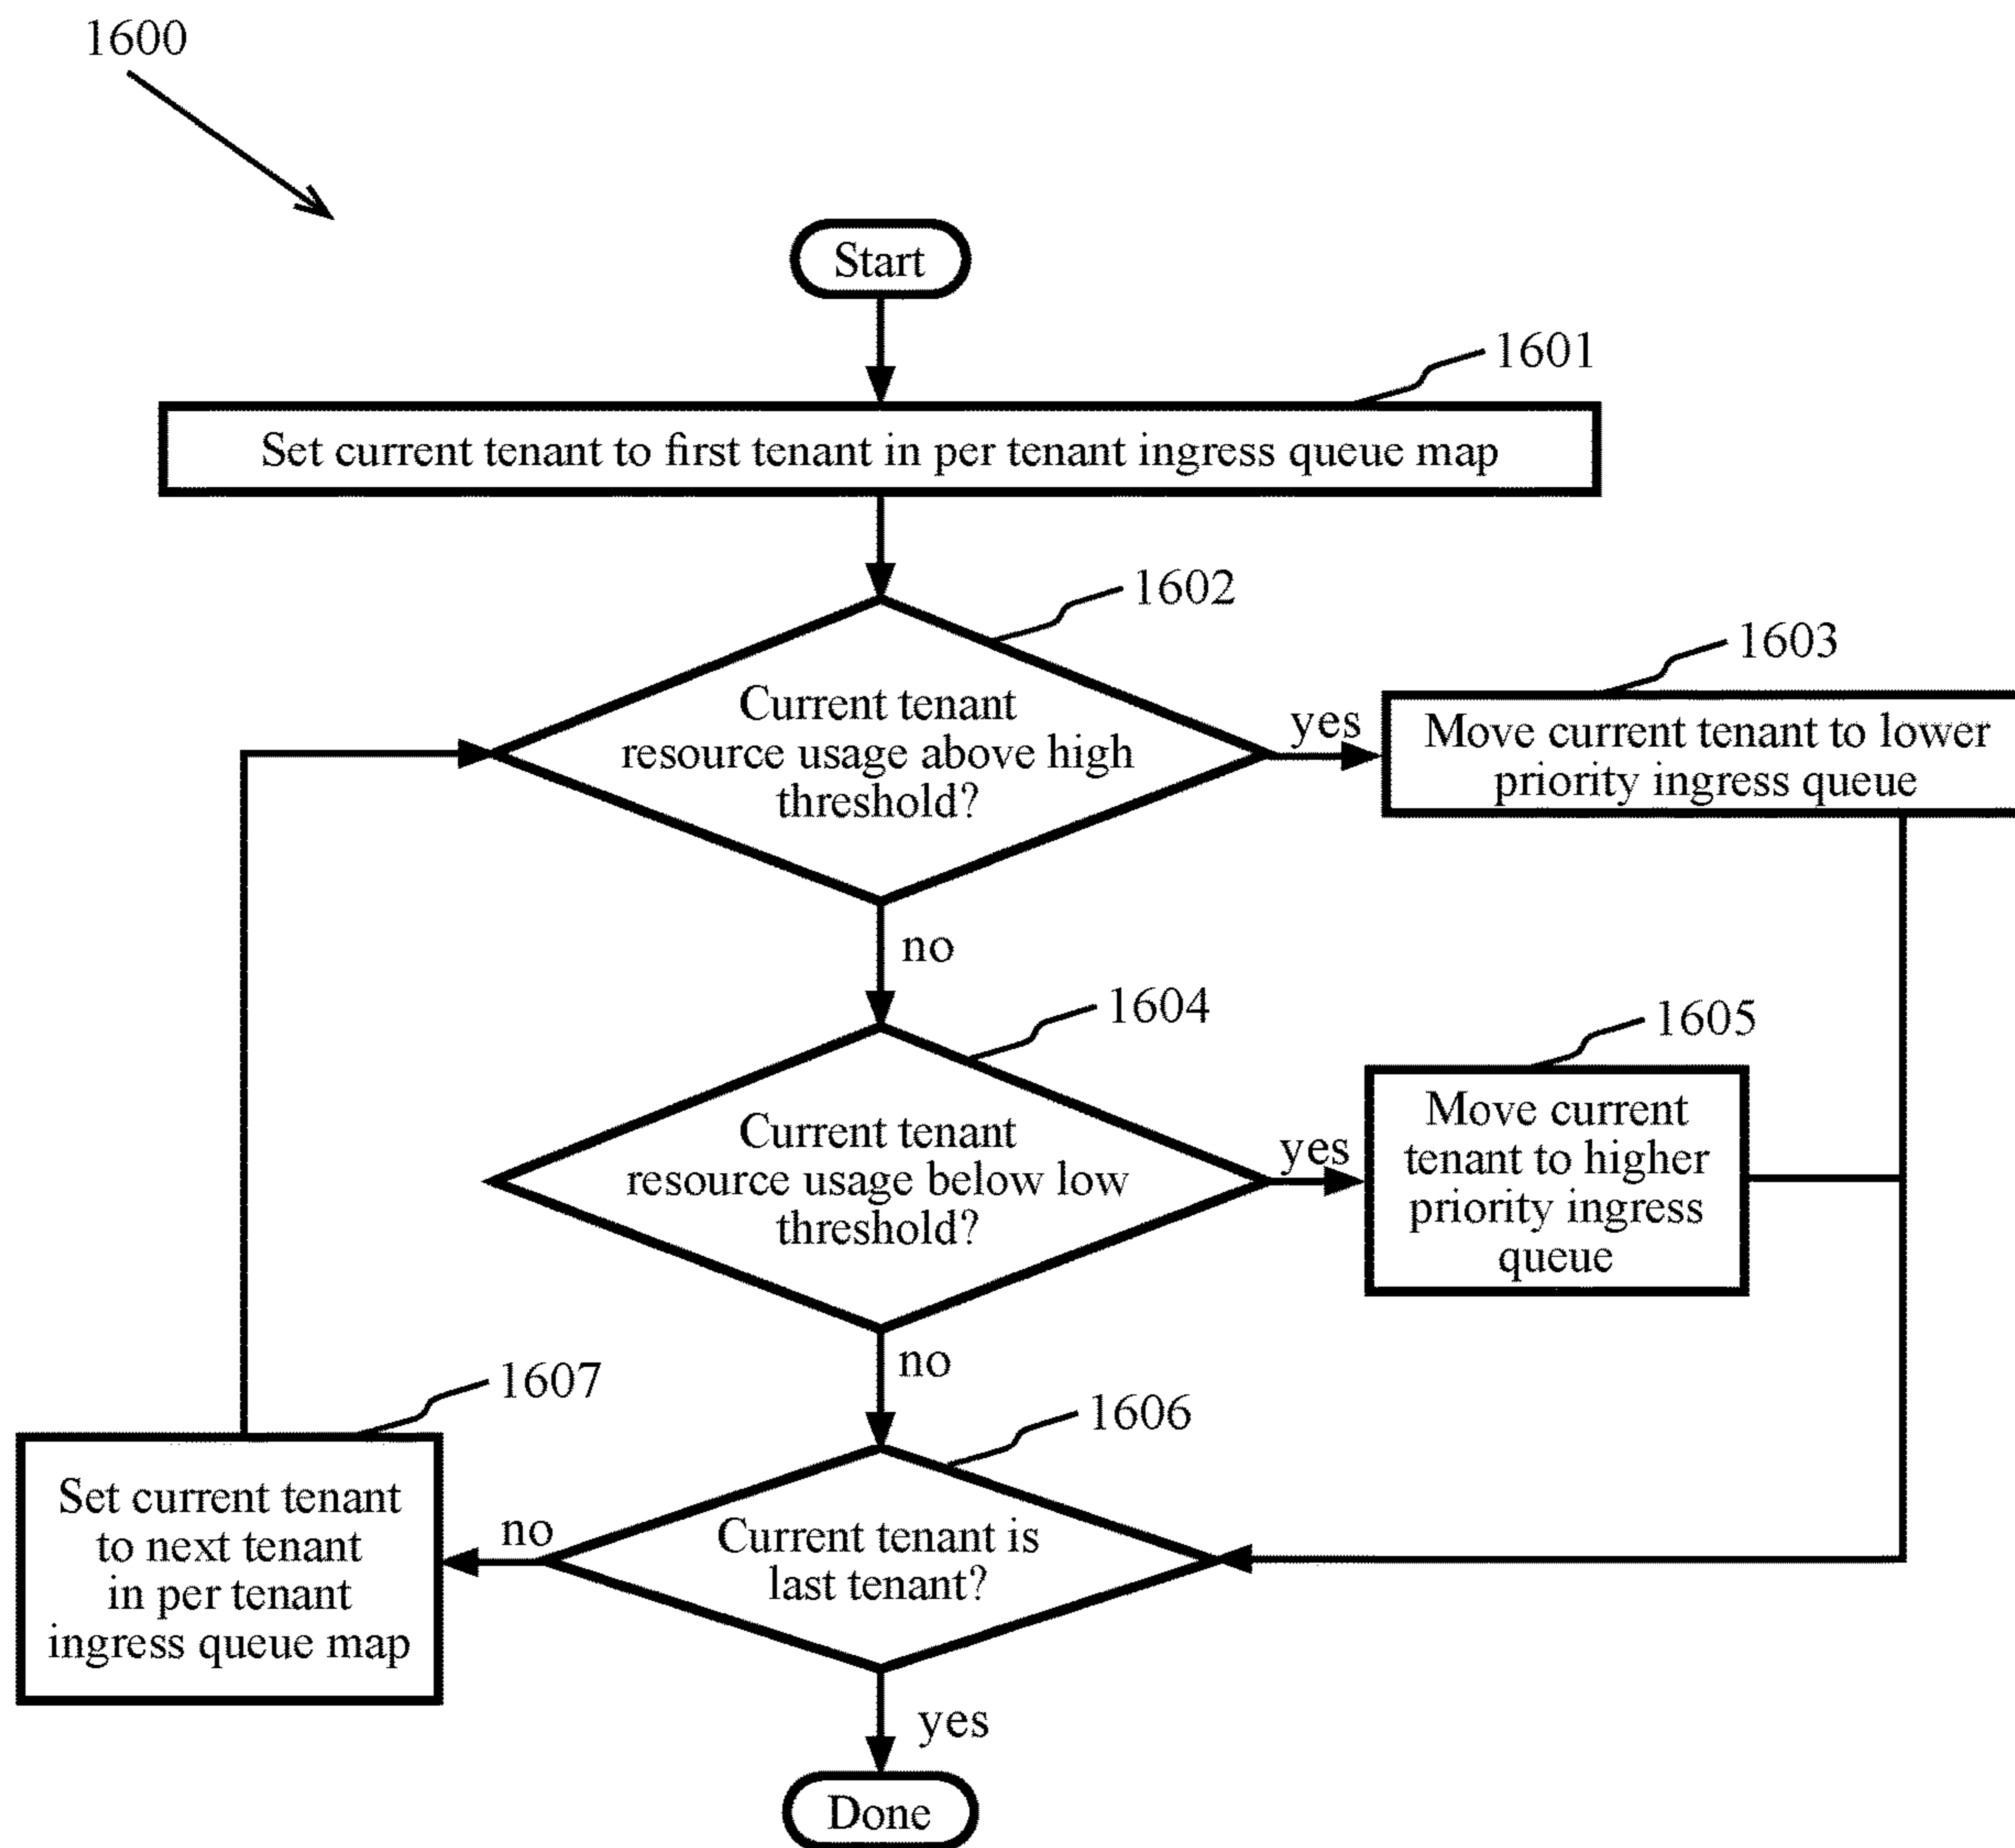 1600
Start
1601
Set current tenant to first tenant in per tenant ingress queue map
1602
Current tenant
resource usage above high
threshold?
yes
1603
Move current tenant to lower
priority ingress queue
no
1604
Current tenant
resource usage below low
threshold?
yes
1605
Move current
tenant to higher
priority ingress
queue
no
1606
Current tenant is
last tenant?
no
1607
Set current tenant
to next tenant
in per tenant
ingress queue map
yes
Done